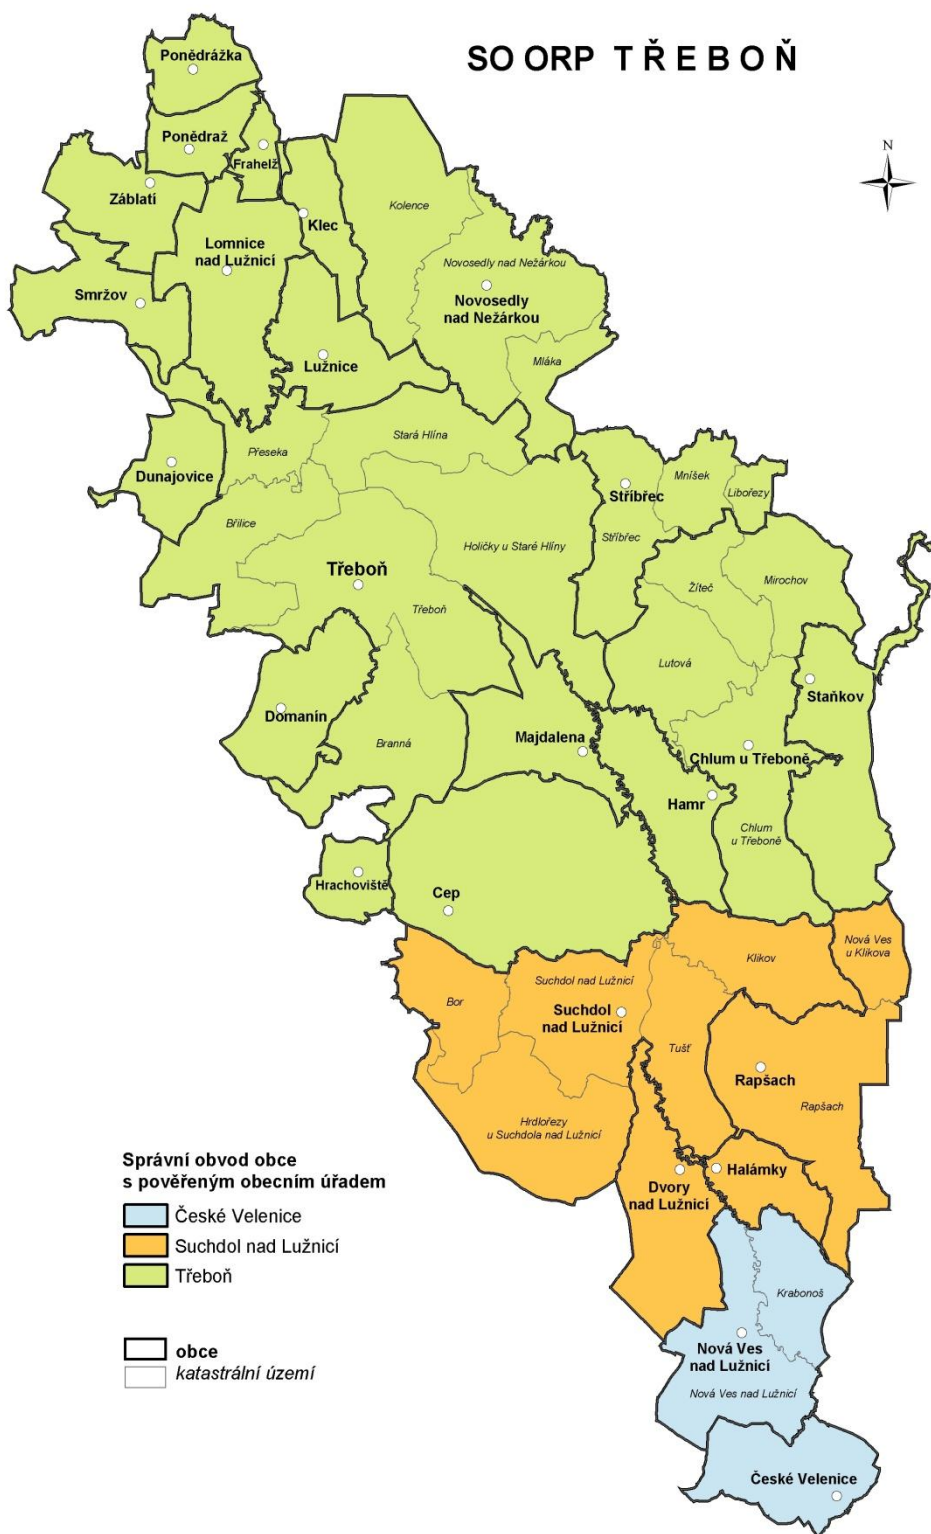 SO ORP TŘEBOŇ
N
Ponědrážka
Ponědraž
Frahelž
Záblatí
Klec
Kolence
Lomnice
nad Lužnicí
Novosedly nad Nežárkou
Smržov
Novosedly
nad Nežárkou
Lužnice
Mláka
Stará Hlína
Přeseka
Dunajovice
Stříbřec
Mníšek
Libořezy
Břilice
Holičky u Staré Hlíny
Stříbřec
Třeboň
Žíteč
Mirochov
Třeboň
Lutová
Staňkov
Domanín
Branná
Majdalena
Chlum u Třeboně
Hamr
Chlum
u Třeboně
Hrachoviště
Cep
Nová Ves
u Klikova
Klikov
Suchdol nad Lužnicí
Bor
Suchdol
nad Lužnicí
Tušť
Rapšach
Rapšach
Hrdlořezy
u Suchdola nad Lužnicí
Halámky
Dvory
nad Lužnicí
Krabonoš
Nová Ves
nad Lužnicí
Nová Ves nad Lužnicí
České Velenice
Správní obvod obce
s pověřeným obecním úřadem
České Velenice
Suchdol nad Lužnicí
Třeboň
obce
katastrální území